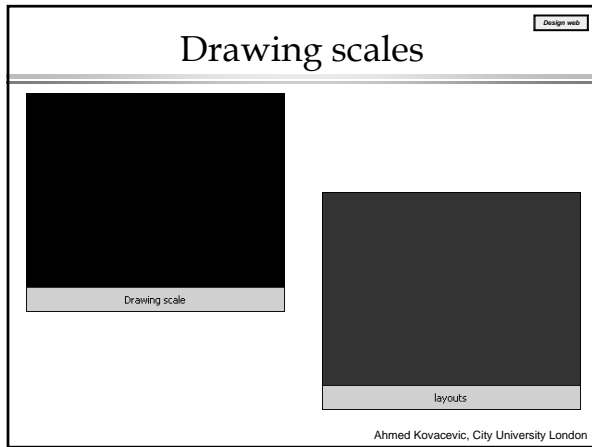 Design web
Drawing scales
Drawing scale
layouts
Ahmed Kovacevic, City University London